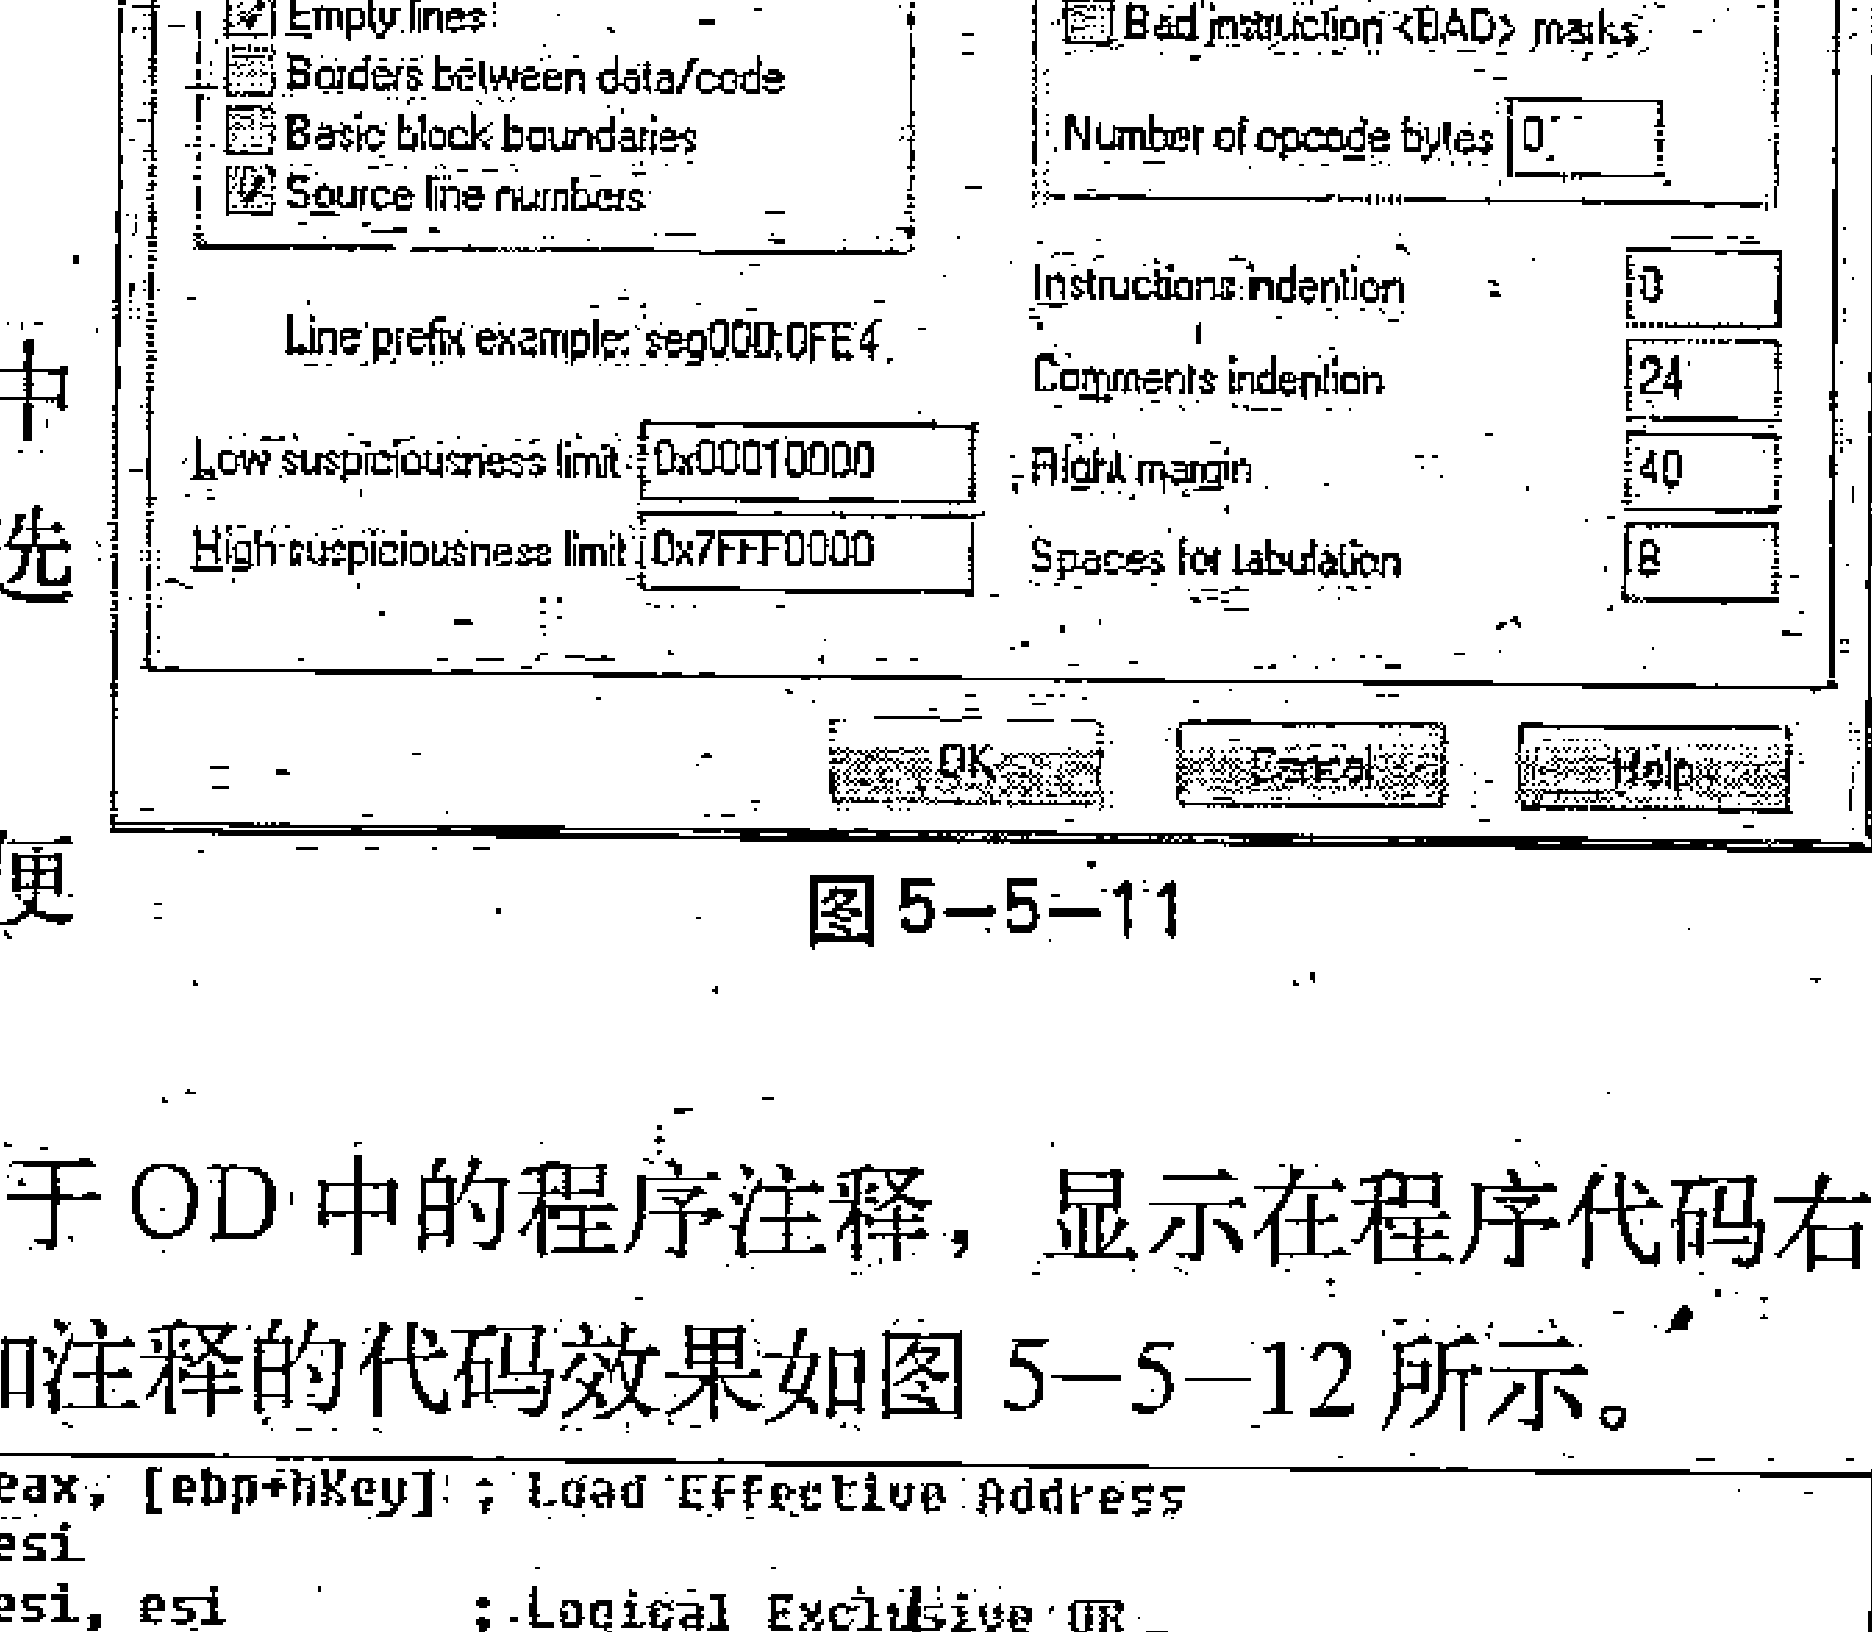 Empty lines
Borders between data/code
Basic block boundaries
Source line numbers
Line prefix example: seg000:0FE4
Low suspiciousness limit 0x00010000
High suspiciousness limit 0x7FFF0000
Bad instruction <BAD> marks
Number of opcode bytes 0
Instructions indention 0
Comments indention 24
Right margin 40
Spaces for tabulation 8
OK Cancel Help
中
选
便
图 5-5-11
于 OD 中的程序注释，显示在程序代码右
注释的代码效果如图 5-5-12 所示。
eax, [ebp+hKey] ; Load Effective Address
esi
esi, esi ; Logical Exclusive OR